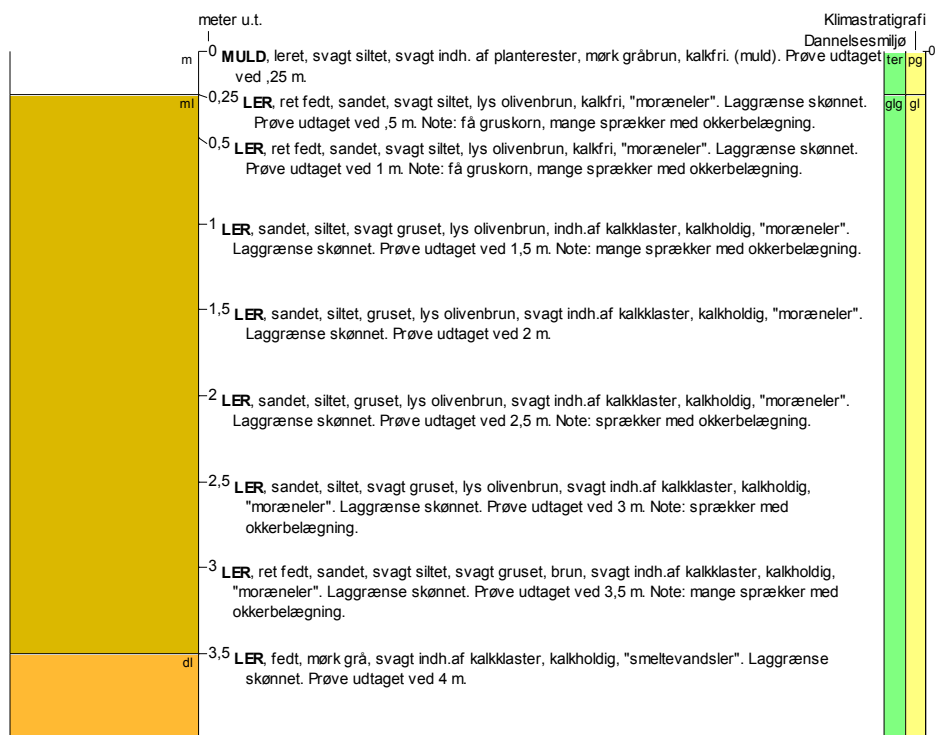 meter u.t.
Klimastratigrafi
Dannelsesmiljø
m
0 MULD, leret, svagt siltet, svagt indh. af planterester, mørk gråbrun, kalkfri. (muld). Prøve udtaget ter pg 0
ved ,25 m.
ml 0,25 LER, ret fedt, sandet, svagt siltet, lys olivenbrun, kalkfri, "moræneler". Laggrænse skønnet. glg gl
Prøve udtaget ved ,5 m. Note: få gruskorn, mange sprækker med okkerbelægning.
0,5 LER, ret fedt, sandet, svagt siltet, lys olivenbrun, kalkfri, "moræneler". Laggrænse skønnet.
Prøve udtaget ved 1 m. Note: få gruskorn, mange sprækker med okkerbelægning.
1 LER, sandet, siltet, svagt gruset, lys olivenbrun, indh.af kalkklaster, kalkholdig, "moræneler".
Laggrænse skønnet. Prøve udtaget ved 1,5 m. Note: mange sprækker med okkerbelægning.
1,5 LER, sandet, siltet, gruset, lys olivenbrun, svagt indh.af kalkklaster, kalkholdig, "moræneler".
Laggrænse skønnet. Prøve udtaget ved 2 m.
2 LER, sandet, siltet, gruset, lys olivenbrun, svagt indh.af kalkklaster, kalkholdig, "moræneler".
Laggrænse skønnet. Prøve udtaget ved 2,5 m. Note: sprækker med okkerbelægning.
2,5 LER, sandet, siltet, svagt gruset, lys olivenbrun, svagt indh.af kalkklaster, kalkholdig,
"moræneler". Laggrænse skønnet. Prøve udtaget ved 3 m. Note: sprækker med
okkerbelægning.
3 LER, ret fedt, sandet, svagt siltet, svagt gruset, brun, svagt indh.af kalkklaster, kalkholdig,
"moræneler". Laggrænse skønnet. Prøve udtaget ved 3,5 m. Note: mange sprækker med
okkerbelægning.
dl 3,5 LER, fedt, mørk grå, svagt indh.af kalkklaster, kalkholdig, "smeltevandsler". Laggrænse
skønnet. Prøve udtaget ved 4 m.